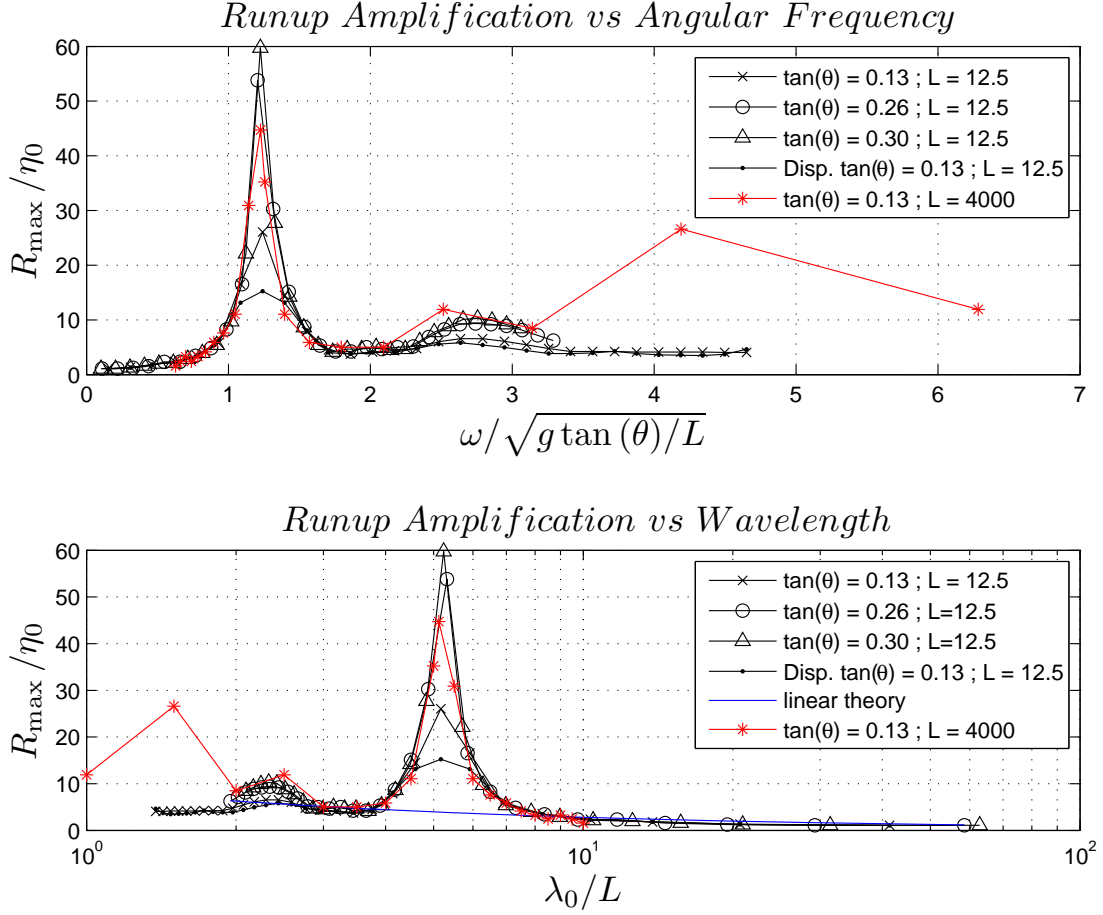 Runup Amplification vs Angular Frequency
60
50
40
30
20
10
0
R_max/η_0
0 1 2 3 4 5 6 7
ω/√(g tan (θ)/L)
tan(θ) = 0.13 ; L = 12.5
tan(θ) = 0.26 ; L = 12.5
tan(θ) = 0.30 ; L = 12.5
Disp. tan(θ) = 0.13 ; L = 12.5
tan(θ) = 0.13 ; L = 4000
Runup Amplification vs Wavelength
60
50
40
30
20
10
0
R_max/η_0
10^0 10^1 10^2
λ_0/L
tan(θ) = 0.13 ; L = 12.5
tan(θ) = 0.26 ; L=12.5
tan(θ) = 0.30 ; L=12.5
Disp. tan(θ) = 0.13 ; L = 12.5
linear theory
tan(θ) = 0.13 ; L = 4000